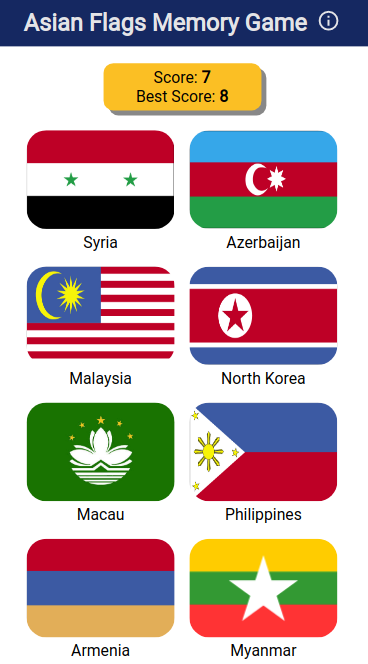 Asian Flags Memory Game
Score: 7
Best Score: 8
Syria
Azerbaijan
Malaysia
North Korea
Macau
Philippines
Armenia
Myanmar